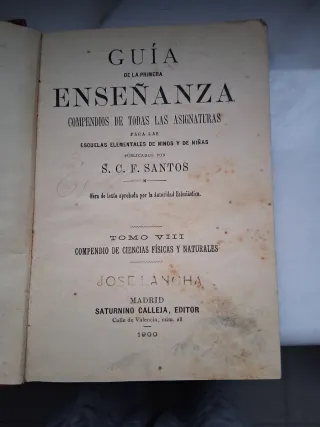 GUÍA
DE LA PRIMERA
ENSEÑANZA
COMPENDIOS DE TODAS LAS ASIGNATURAS
PARA LAS
ESCUELAS ELEMENTALES DE NIÑOS Y DE NIÑAS
PUBLICADOS POR
S. C. F. SANTOS
Obra de texto aprobada por la Autoridad Eclesiástica.
TOMO VIII
COMPENDIO DE CIENCIAS FÍSICAS Y NATURALES
JOSE LANCHA
MADRID
SATURNINO CALLEJA, EDITOR
Calle de Valencia, núm. 28
1900